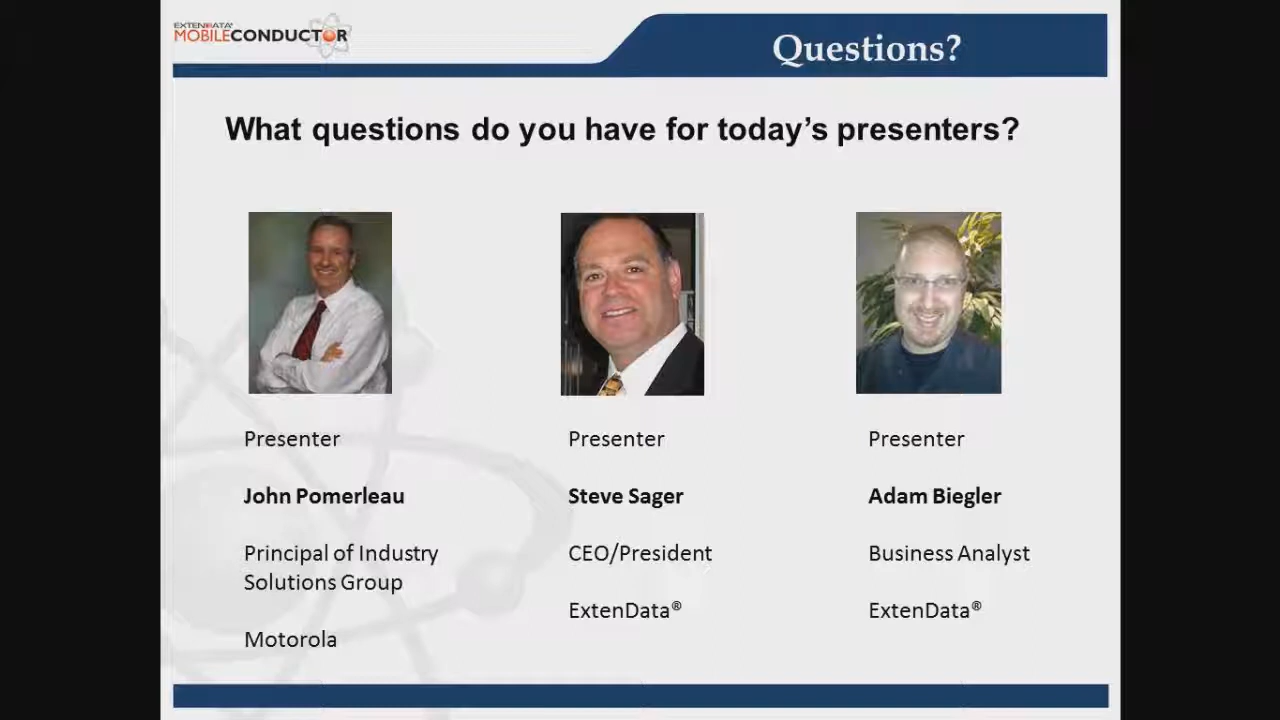 EXTENDATA®
MOBILECONDUCTOR
Questions?
What questions do you have for today's presenters?
Presenter
John Pomerleau
Principal of Industry
Solutions Group
Motorola
Presenter
Steve Sager
CEO/President
ExtenData®
Presenter
Adam Biegler
Business Analyst
ExtenData®